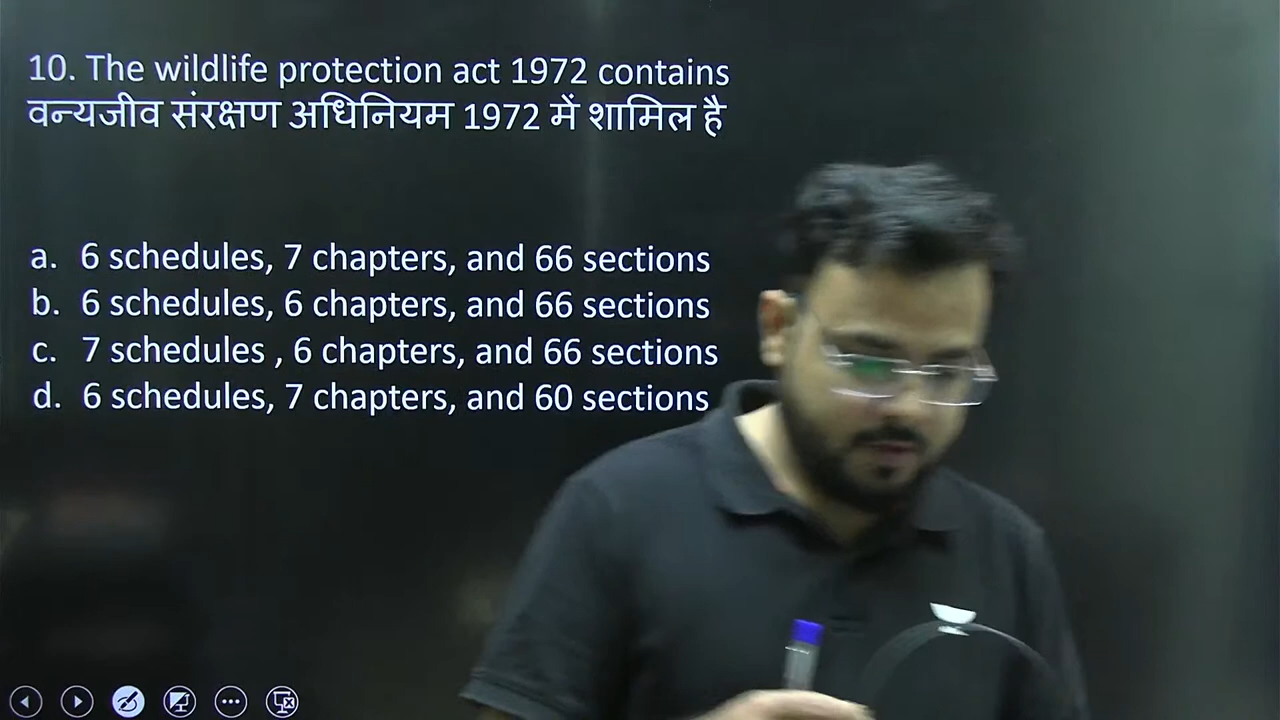 10. The wildlife protection act 1972 contains
वन्यजीव संरक्षण अधिनियम 1972 में शामिल है
a. 6 schedules, 7 chapters, and 66 sections
b. 6 schedules, 6 chapters, and 66 sections
c. 7 schedules , 6 chapters, and 66 sections
d. 6 schedules, 7 chapters, and 60 sections